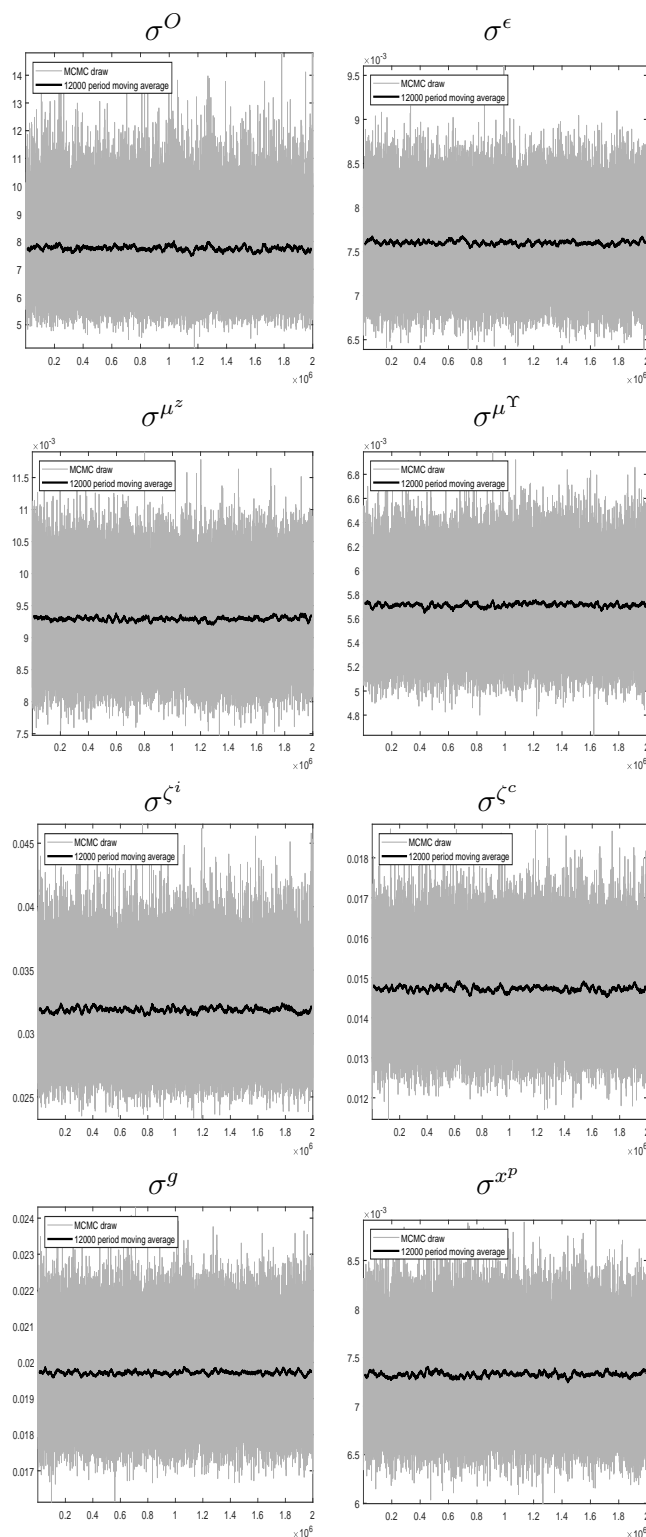 σ^O
14
13
12
11
10
9
8
7
6
5
MCMC draw
12000 period moving average
0.2 0.4 0.6 0.8 1 1.2 1.4 1.6 1.8 2
×10^6
σ^ϵ
×10^-3
9.5
9
8.5
8
7.5
7
6.5
MCMC draw
12000 period moving average
0.2 0.4 0.6 0.8 1 1.2 1.4 1.6 1.8 2
×10^6
σ^{μ^z}
×10^-3
11.5
11
10.5
10
9.5
9
8.5
8
7.5
MCMC draw
12000 period moving average
0.2 0.4 0.6 0.8 1 1.2 1.4 1.6 1.8 2
×10^6
σ^{μ^Υ}
×10^-3
6.8
6.6
6.4
6.2
6
5.8
5.6
5.4
5.2
5
4.8
MCMC draw
12000 period moving average
0.2 0.4 0.6 0.8 1 1.2 1.4 1.6 1.8 2
×10^6
σ^{ζ^i}
0.045
0.04
0.035
0.03
0.025
MCMC draw
12000 period moving average
0.2 0.4 0.6 0.8 1 1.2 1.4 1.6 1.8 2
×10^6
σ^{ζ^c}
0.018
0.017
0.016
0.015
0.014
0.013
0.012
MCMC draw
12000 period moving average
0.2 0.4 0.6 0.8 1 1.2 1.4 1.6 1.8 2
×10^6
σ^g
0.024
0.023
0.022
0.021
0.02
0.019
0.018
0.017
MCMC draw
12000 period moving average
0.2 0.4 0.6 0.8 1 1.2 1.4 1.6 1.8 2
×10^6
σ^{x^p}
×10^-3
8.5
8
7.5
7
6.5
6
MCMC draw
12000 period moving average
0.2 0.4 0.6 0.8 1 1.2 1.4 1.6 1.8 2
×10^6